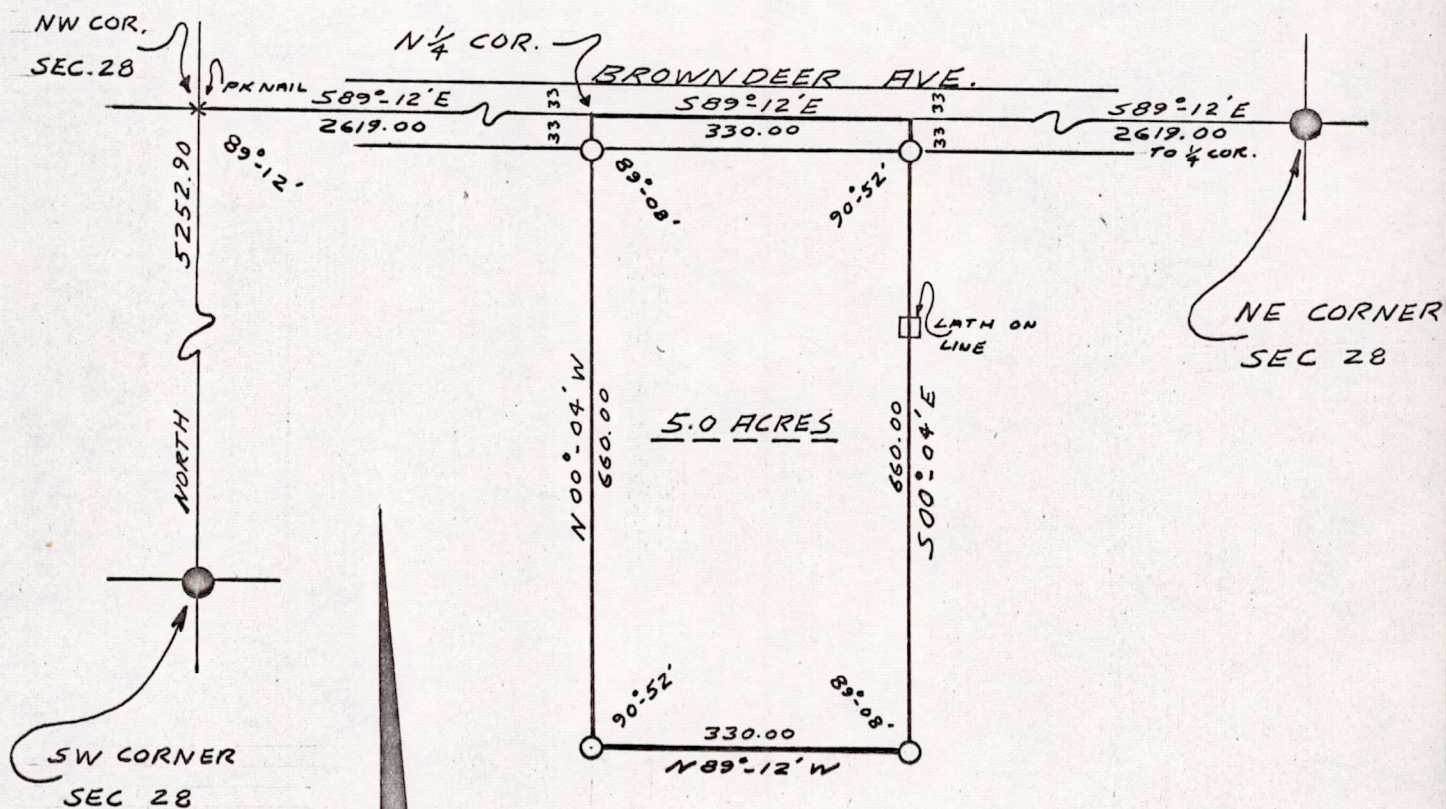 NW COR.
SEC. 28
PK NAIL
N 1/4 COR.
BROWNDEER AVE.
S89°-12'E
2619.00
33
33
S89°-12'E
330.00
33
33
S89°-12'E
2619.00
TO 1/4 COR.
5252.90
89°-12'
NORTH
89°-08'
90°-52'
LATH ON
LINE
NE CORNER
SEC 28
N 00°-04'W
660.00
5.0 ACRES
660.00
S00°-04'E
90°-52'
89°-08'
330.00
N89°-12'W
SW CORNER
SEC 28